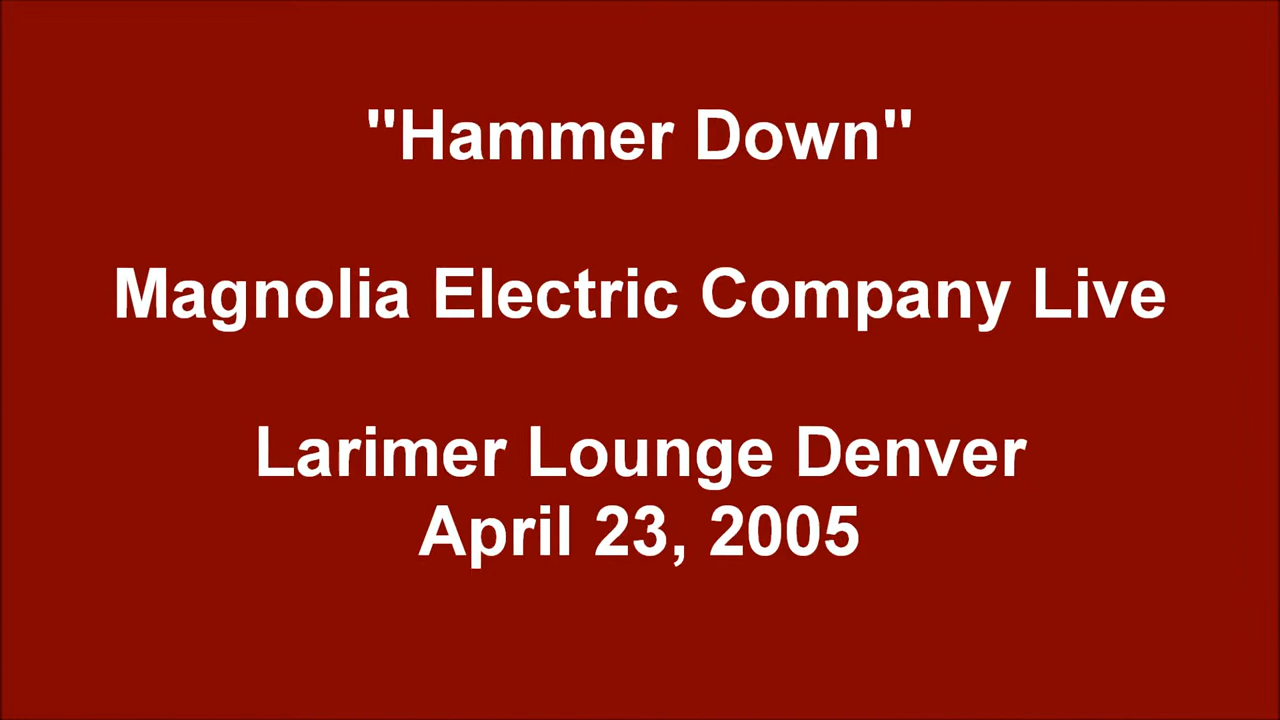 "Hammer Down"
Magnolia Electric Company Live
Larimer Lounge Denver
April 23, 2005